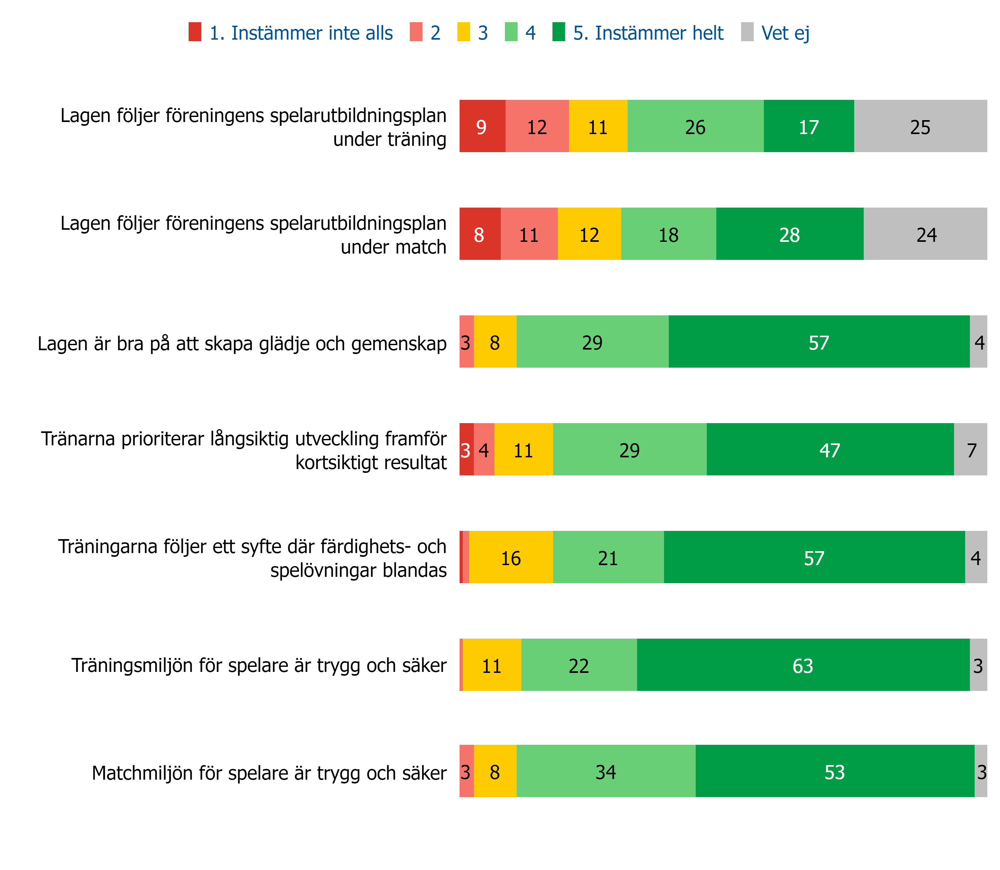 1. Instämmer inte alls 2 3 4 5. Instämmer helt Vet ej
Lagen följer föreningens spelarutbildningsplan
under träning
9 12 11 26 17 25
Lagen följer föreningens spelarutbildningsplan
under match
8 11 12 18 28 24
Lagen är bra på att skapa glädje och gemenskap
3 8 29 57 4
Tränarna prioriterar långsiktig utveckling framför
kortsiktigt resultat
3 4 11 29 47 7
Träningarna följer ett syfte där färdighets- och
spelövningar blandas
16 21 57 4
Träningsmiljön för spelare är trygg och säker
11 22 63 3
Matchmiljön för spelare är trygg och säker
3 8 34 53 3